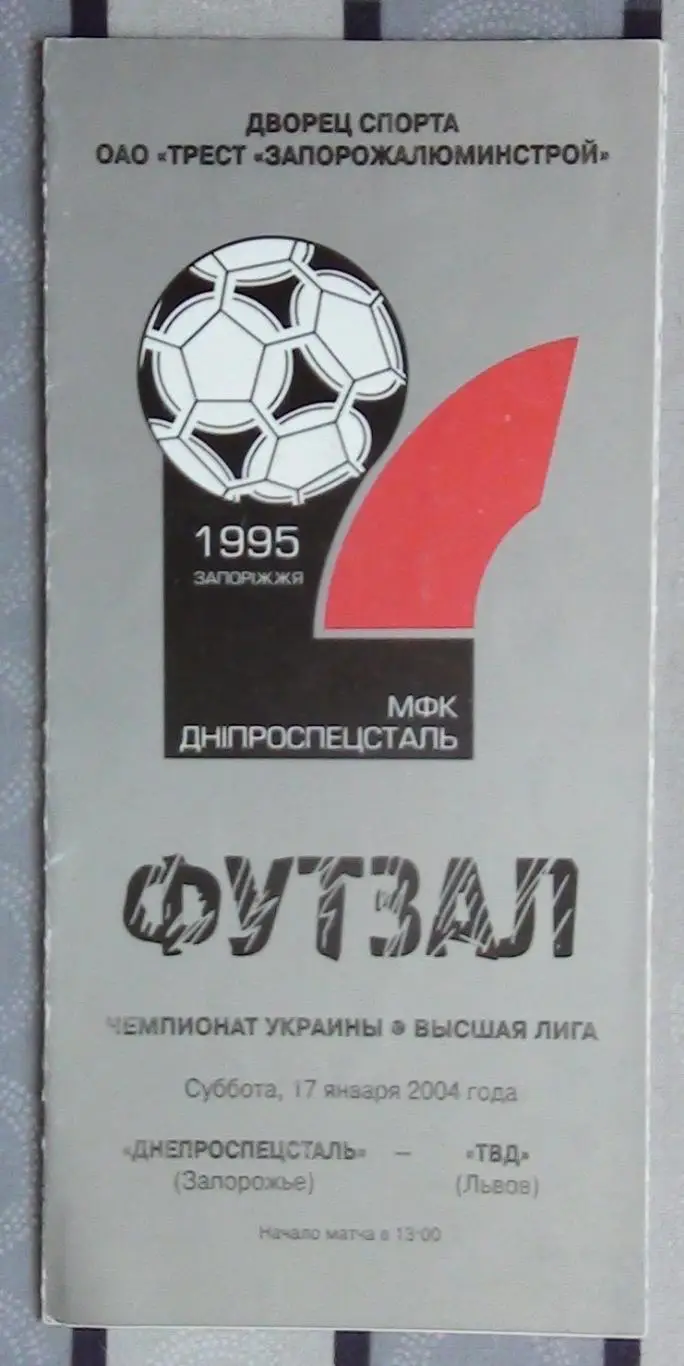 ДВОРЕЦ СПОРТА
ОАО «ТРЕСТ «ЗАПОРОЖАЛЮМИНСТРОЙ»
1995
ЗАПОРІЖЖЯ
МФК
ДНІПРОСПЕЦСТАЛЬ
ФУТЗАЛ
ЧЕМПИОНАТ УКРАИНЫ ВЫСШАЯ ЛИГА
Суббота, 17 января 2004 года
«ДНЕПРОСПЕЦСТАЛЬ» – «ТВД»
(Запорожье) (Львов)
Начало матча в 13:00